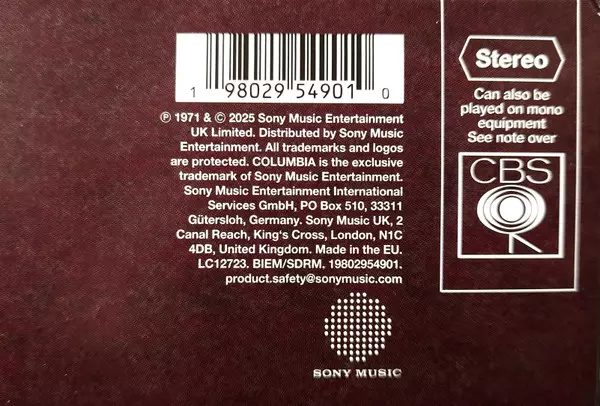 1 98029 54901 0
℗ 1971 & © 2025 Sony Music Entertainment
UK Limited. Distributed by Sony Music
Entertainment. All trademarks and logos
are protected. COLUMBIA is the exclusive
trademark of Sony Music Entertainment.
Sony Music Entertainment International
Services GmbH, PO Box 510, 33311
Gütersloh, Germany. Sony Music UK, 2
Canal Reach, King's Cross, London, N1C
4DB, United Kingdom. Made in the EU.
LC12723. BIEM/SDRM. 19802954901.
product.safety@sonymusic.com
SONY MUSIC
Stereo
Can also be
played on mono
equipment
See note over
CBS